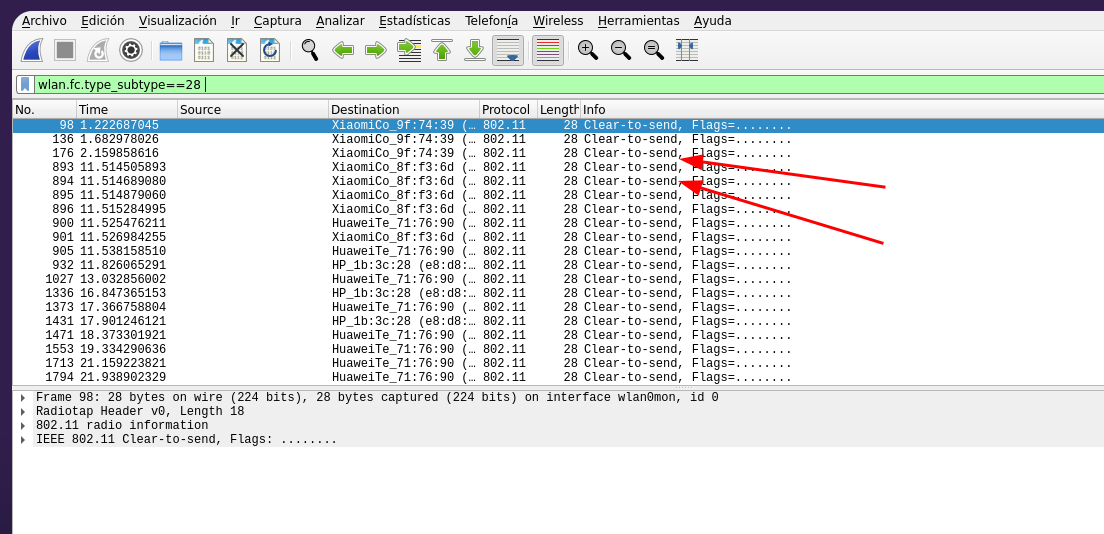 Archivo Edición Visualización Ir Captura Analizar Estadísticas Telefonía Wireless Herramientas Ayuda
wlan.fc.type_subtype==28
No. Time Source Destination Protocol Length Info
98 1.222687045 XiaomiCo_9f:74:39 (… 802.11 28 Clear-to-send, Flags=........
136 1.682978026 XiaomiCo_9f:74:39 (… 802.11 28 Clear-to-send, Flags=........
176 2.159858616 XiaomiCo_9f:74:39 (… 802.11 28 Clear-to-send, Flags=........
893 11.514505893 XiaomiCo_8f:f3:6d (… 802.11 28 Clear-to-send, Flags=........
894 11.514689080 XiaomiCo_8f:f3:6d (… 802.11 28 Clear-to-send, Flags=........
895 11.514879060 XiaomiCo_8f:f3:6d (… 802.11 28 Clear-to-send, Flags=........
896 11.515284995 XiaomiCo_8f:f3:6d (… 802.11 28 Clear-to-send, Flags=........
900 11.525476211 HuaweiTe_71:76:90 (… 802.11 28 Clear-to-send, Flags=........
901 11.526984255 XiaomiCo_8f:f3:6d (… 802.11 28 Clear-to-send, Flags=........
905 11.538158510 HuaweiTe_71:76:90 (… 802.11 28 Clear-to-send, Flags=........
932 11.826065291 HP_1b:3c:28 (e8:d8:… 802.11 28 Clear-to-send, Flags=........
1027 13.032856002 HuaweiTe_71:76:90 (… 802.11 28 Clear-to-send, Flags=........
1336 16.847365153 HP_1b:3c:28 (e8:d8:… 802.11 28 Clear-to-send, Flags=........
1373 17.366758804 HuaweiTe_71:76:90 (… 802.11 28 Clear-to-send, Flags=........
1431 17.901246121 HP_1b:3c:28 (e8:d8:… 802.11 28 Clear-to-send, Flags=........
1471 18.373301921 HuaweiTe_71:76:90 (… 802.11 28 Clear-to-send, Flags=........
1553 19.334290636 HuaweiTe_71:76:90 (… 802.11 28 Clear-to-send, Flags=........
1713 21.159223821 HuaweiTe_71:76:90 (… 802.11 28 Clear-to-send, Flags=........
1794 21.938902329 HuaweiTe_71:76:90 (… 802.11 28 Clear-to-send, Flags=........
Frame 98: 28 bytes on wire (224 bits), 28 bytes captured (224 bits) on interface wlan0mon, id 0
Radiotap Header v0, Length 18
802.11 radio information
IEEE 802.11 Clear-to-send, Flags: ........